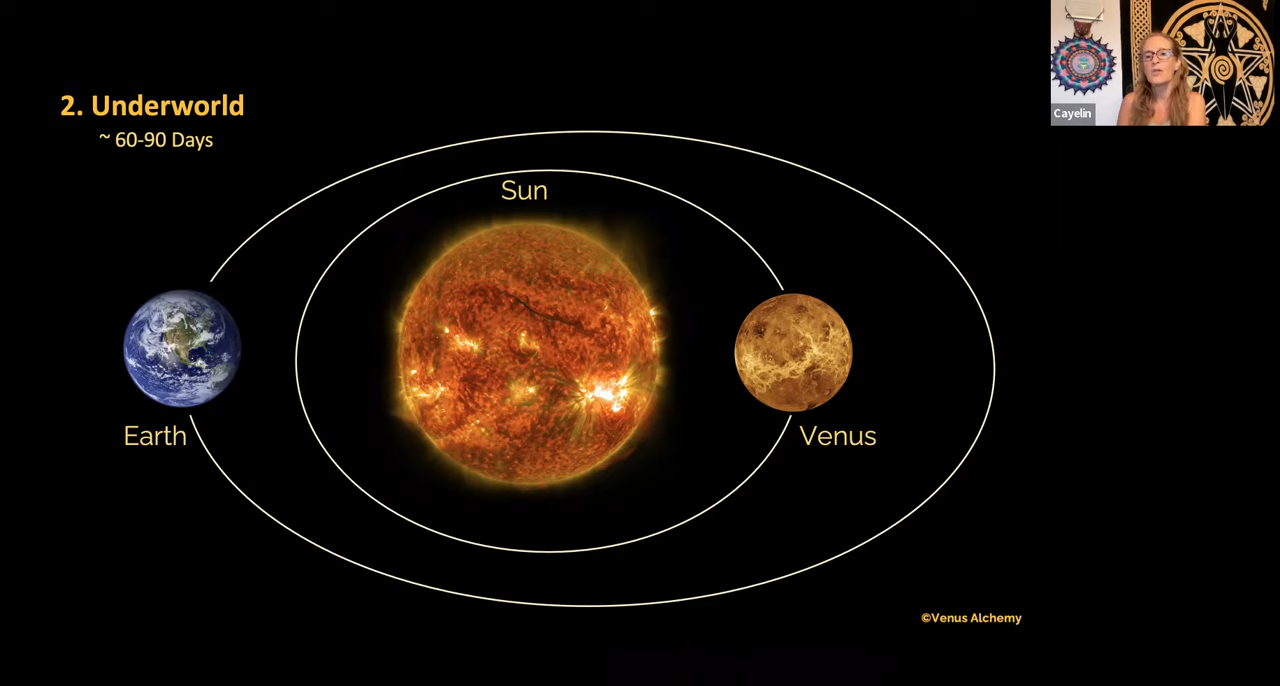 2. Underworld
~ 60-90 Days
Sun
Earth
Venus
©Venus Alchemy
Cayelin